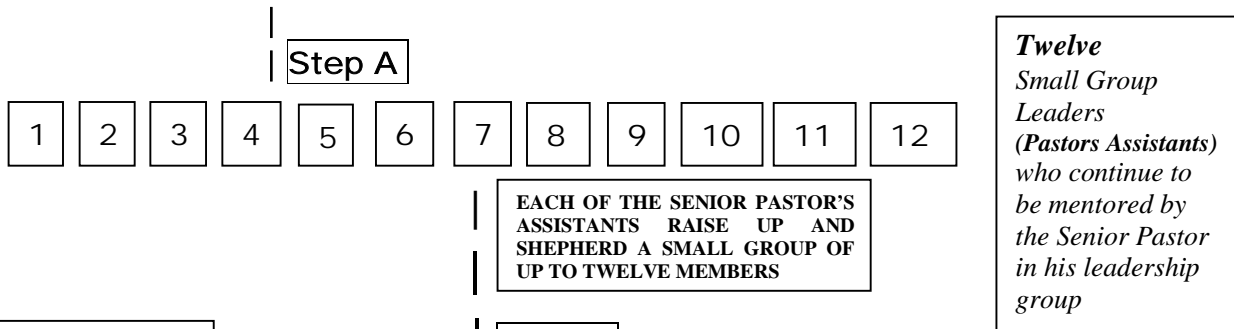 Step A
1 2 3 4 5 6 7 8 9 10 11 12
EACH OF THE SENIOR PASTOR'S
ASSISTANTS RAISE UP AND
SHEPHERD A SMALL GROUP OF
UP TO TWELVE MEMBERS
Twelve
Small Group
Leaders
(Pastors Assistants)
who continue to
be mentored by
the Senior Pastor
in his leadership
group